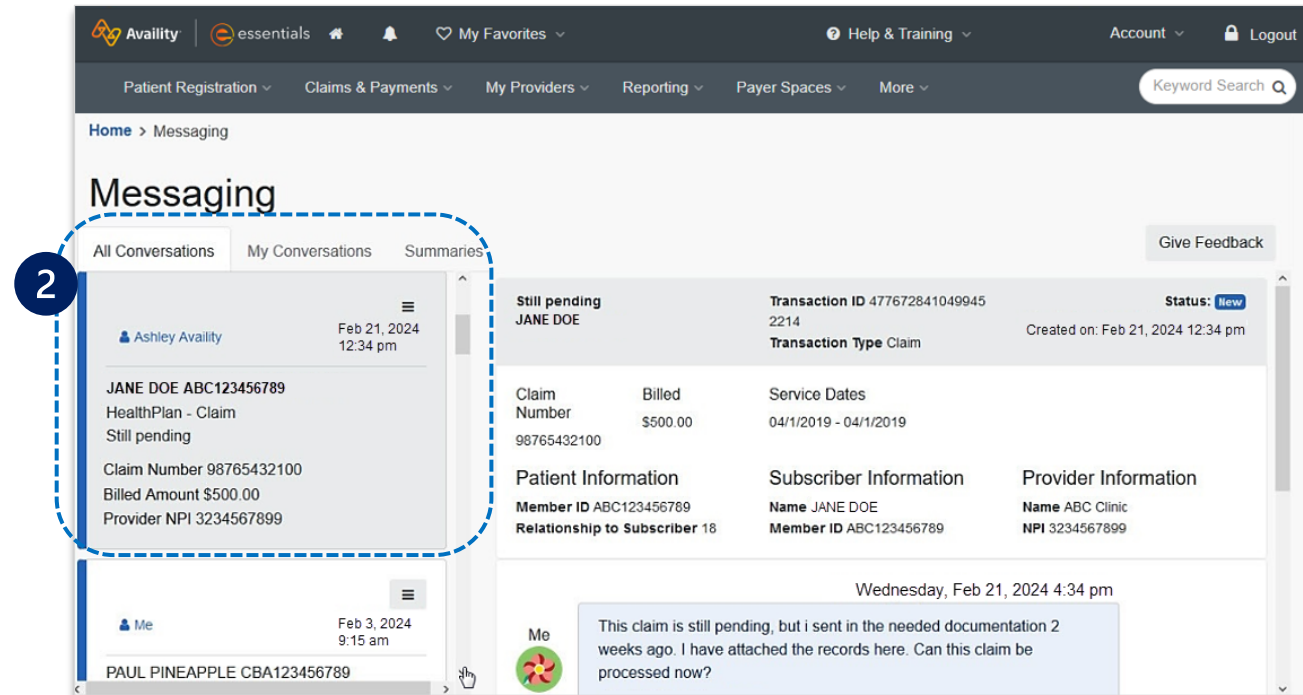 Availity essentials My Favorites Help & Training Account Logout
Patient Registration Claims & Payments My Providers Reporting Payer Spaces More Keyword Search
Home > Messaging
Messaging
Give Feedback
2
All Conversations My Conversations Summaries
Ashley Availity
Feb 21, 2024
12:34 pm
JANE DOE ABC123456789
HealthPlan - Claim
Still pending
Claim Number 98765432100
Billed Amount $500.00
Provider NPI 3234567899
Me
Feb 3, 2024
9:15 am
PAUL PINEAPPLE CBA123456789
Still pending
JANE DOE
Transaction ID 477672841049945
2214
Transaction Type Claim
Status: New
Created on: Feb 21, 2024 12:34 pm
Claim
Number
98765432100
Billed
$500.00
Service Dates
04/1/2019 - 04/1/2019
Patient Information
Member ID ABC123456789
Relationship to Subscriber 18
Subscriber Information
Name JANE DOE
Member ID ABC123456789
Provider Information
Name ABC Clinic
NPI 3234567899
Wednesday, Feb 21, 2024 4:34 pm
Me
This claim is still pending, but i sent in the needed documentation 2
weeks ago. I have attached the records here. Can this claim be
processed now?